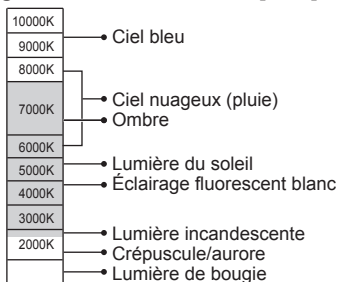 10000K
9000K
• Ciel bleu
8000K
• Ciel nuageux (pluie)
7000K
• Ombre
6000K
5000K
• Lumière du soleil
4000K
• Éclairage fluorescent blanc
3000K
2000K
• Lumière incandescente
• Crépuscule/aurore
• Lumière de bougie